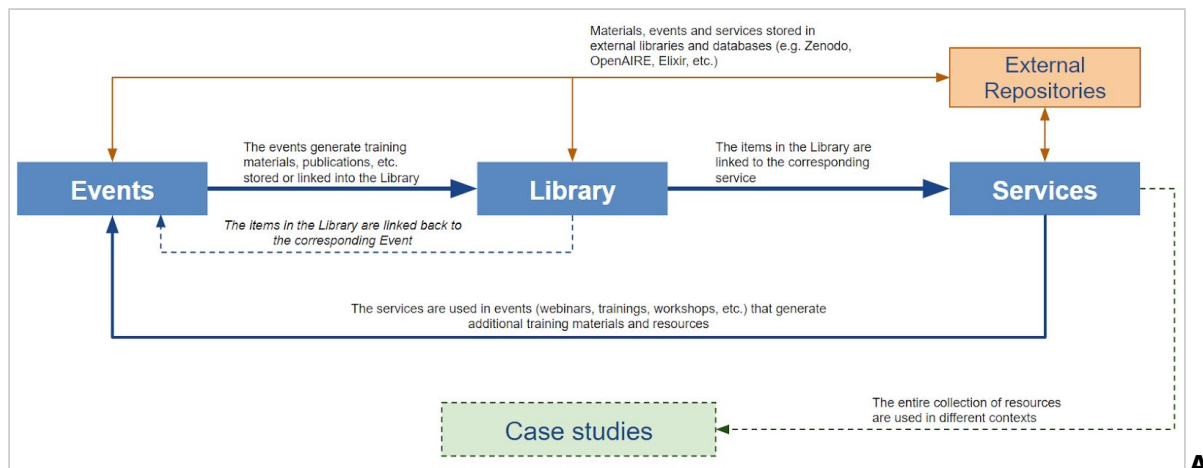 Materials, events and services stored in
external libraries and databases (e.g. Zenodo,
OpenAIRE, Elixir, etc.)
External
Repositories
The events generate training
materials, publications, etc.
stored or linked into the Library
The items in the Library are
linked to the corresponding
service
Events
Library
Services
The items in the Library are linked back to
the corresponding Event
The services are used in events (webinars, trainings, workshops, etc.) that generate
additional training materials and resources
The entire collection of resources
are used in different contexts
Case studies
A